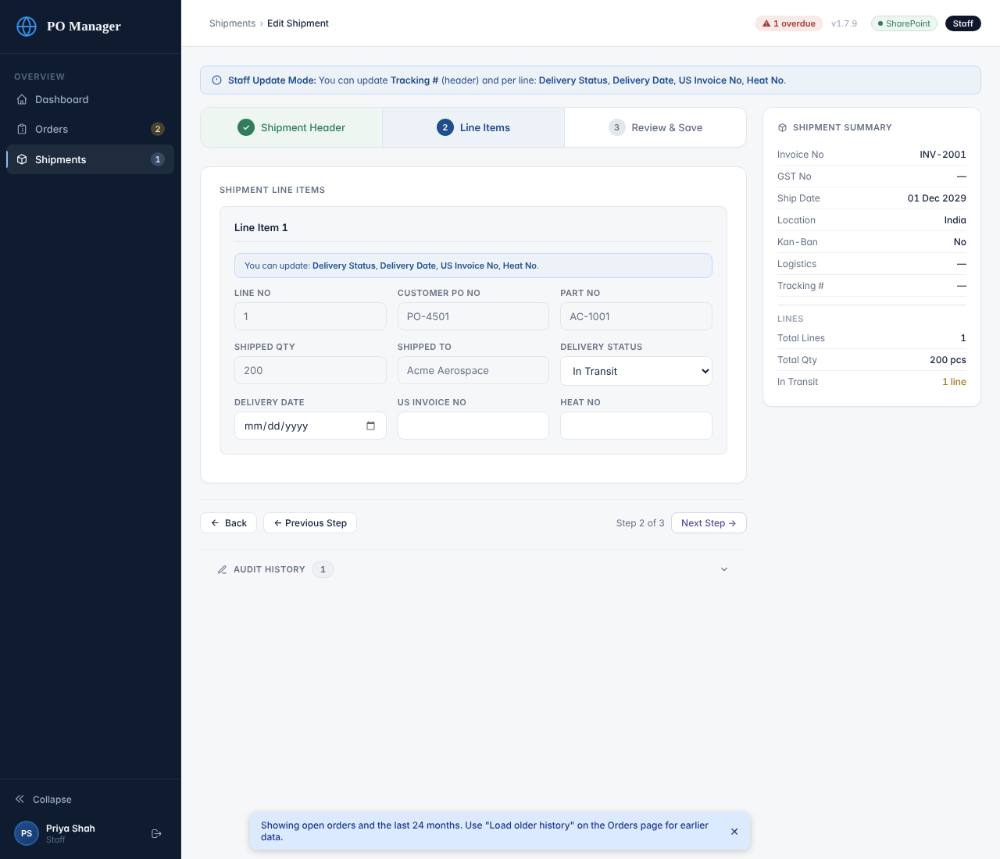 PO Manager
OVERVIEW
Dashboard
Orders 2
Shipments 1
Collapse
PS
Priya Shah
Staff
Shipments › Edit Shipment
1 overdue v1.7.9 SharePoint Staff
Staff Update Mode: You can update Tracking # (header) and per line: Delivery Status, Delivery Date, US Invoice No, Heat No.
Shipment Header 2 Line Items 3 Review & Save
SHIPMENT LINE ITEMS
Line Item 1
You can update: Delivery Status, Delivery Date, US Invoice No, Heat No.
LINE NO CUSTOMER PO NO PART NO
1 PO-4501 AC-1001
SHIPPED QTY SHIPPED TO DELIVERY STATUS
200 Acme Aerospace In Transit
DELIVERY DATE US INVOICE NO HEAT NO
mm/dd/yyyy
← Back ← Previous Step Step 2 of 3 Next Step →
AUDIT HISTORY 1
SHIPMENT SUMMARY
Invoice No INV-2001
GST No —
Ship Date 01 Dec 2029
Location India
Kan-Ban No
Logistics —
Tracking # —
LINES
Total Lines 1
Total Qty 200 pcs
In Transit 1 line
Showing open orders and the last 24 months. Use "Load older history" on the Orders page for earlier
data.